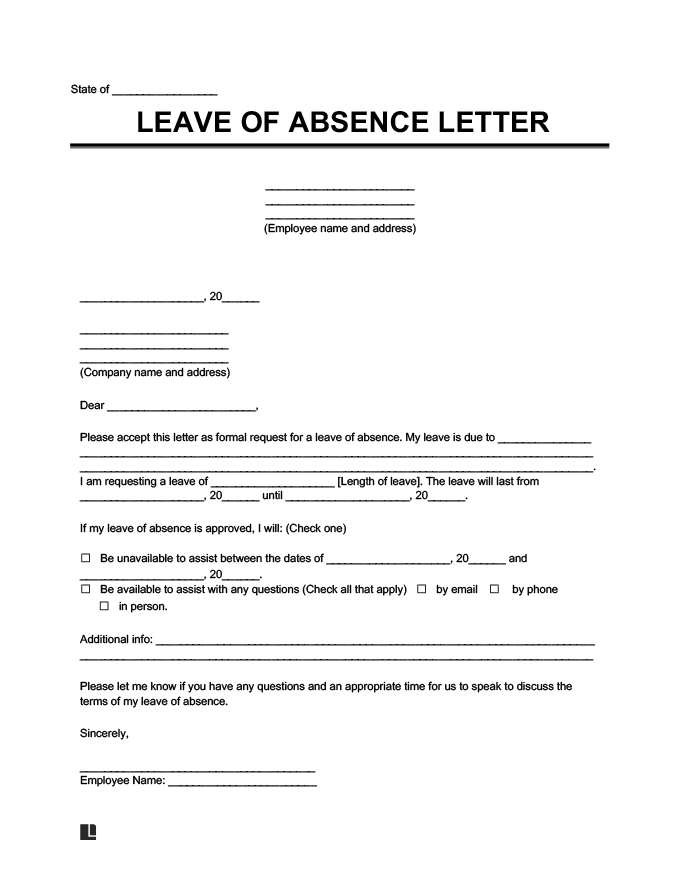 State of _________________
LEAVE OF ABSENCE LETTER
________________________
________________________
________________________
(Employee name and address)
____________________, 20______
________________________
________________________
________________________
(Company name and address)
Dear ________________________,
Please accept this letter as formal request for a leave of absence. My leave is due to _______________
___________________________________________________________________________________
___________________________________________________________________________________.
I am requesting a leave of ____________________ [Length of leave]. The leave will last from
____________________, 20______ until ____________________, 20______.
If my leave of absence is approved, I will: (Check one)
☐ Be unavailable to assist between the dates of ____________________, 20______ and
____________________, 20______.
☐ Be available to assist with any questions (Check all that apply) ☐ by email ☐ by phone
☐ in person.
Additional info: _______________________________________________________________________
___________________________________________________________________________________
Please let me know if you have any questions and an appropriate time for us to speak to discuss the
terms of my leave of absence.
Sincerely,
______________________________________
Employee Name: ________________________